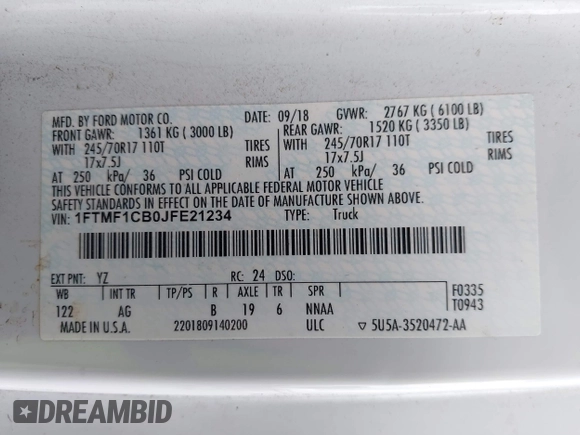 MFD. BY FORD MOTOR CO. DATE: 09/18 GVWR: 2767 KG ( 6100 LB)
FRONT GAWR: 1361 KG ( 3000 LB) REAR GAWR: 1520 KG ( 3350 LB)
WITH 245/70R17 110T TIRES WITH 245/70R17 110T TIRES
17x7.5J RIMS 17x7.5J RIMS
AT 250 kPa/ 36 PSI COLD AT 250 kPa/ 36 PSI COLD
THIS VEHICLE CONFORMS TO ALL APPLICABLE FEDERAL MOTOR VEHICLE
SAFETY STANDARDS IN EFFECT ON THE DATE OF MANUFACTURE SHOWN ABOVE.
VIN: 1FTMF1CB0JFE21234 TYPE: Truck
EXT PNT: YZ RC: 24 DSO:
WB INT TR TP/PS R AXLE TR SPR F0335
122 AG B 19 6 NNAA T0943
MADE IN U.S.A. 2201809140200 ULC ▽ 5U5A-3520472-AA
DREAMBID